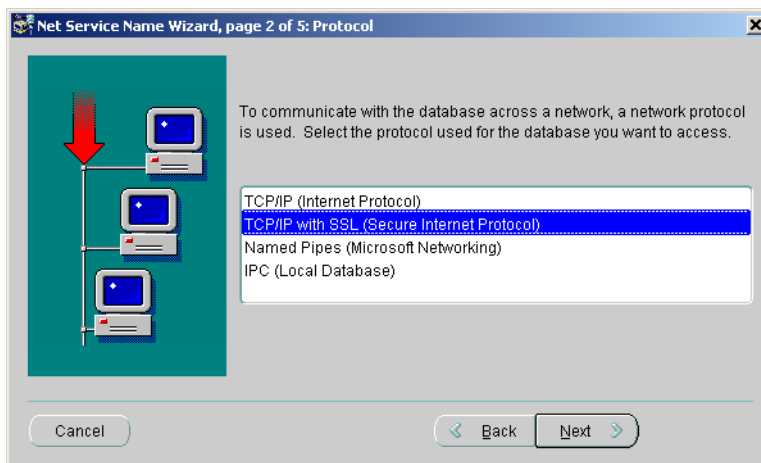 Net Service Name Wizard, page 2 of 5: Protocol
To communicate with the database across a network, a network protocol
is used. Select the protocol used for the database you want to access.
TCP/IP (Internet Protocol)
TCP/IP with SSL (Secure Internet Protocol)
Named Pipes (Microsoft Networking)
IPC (Local Database)
Cancel
Back
Next